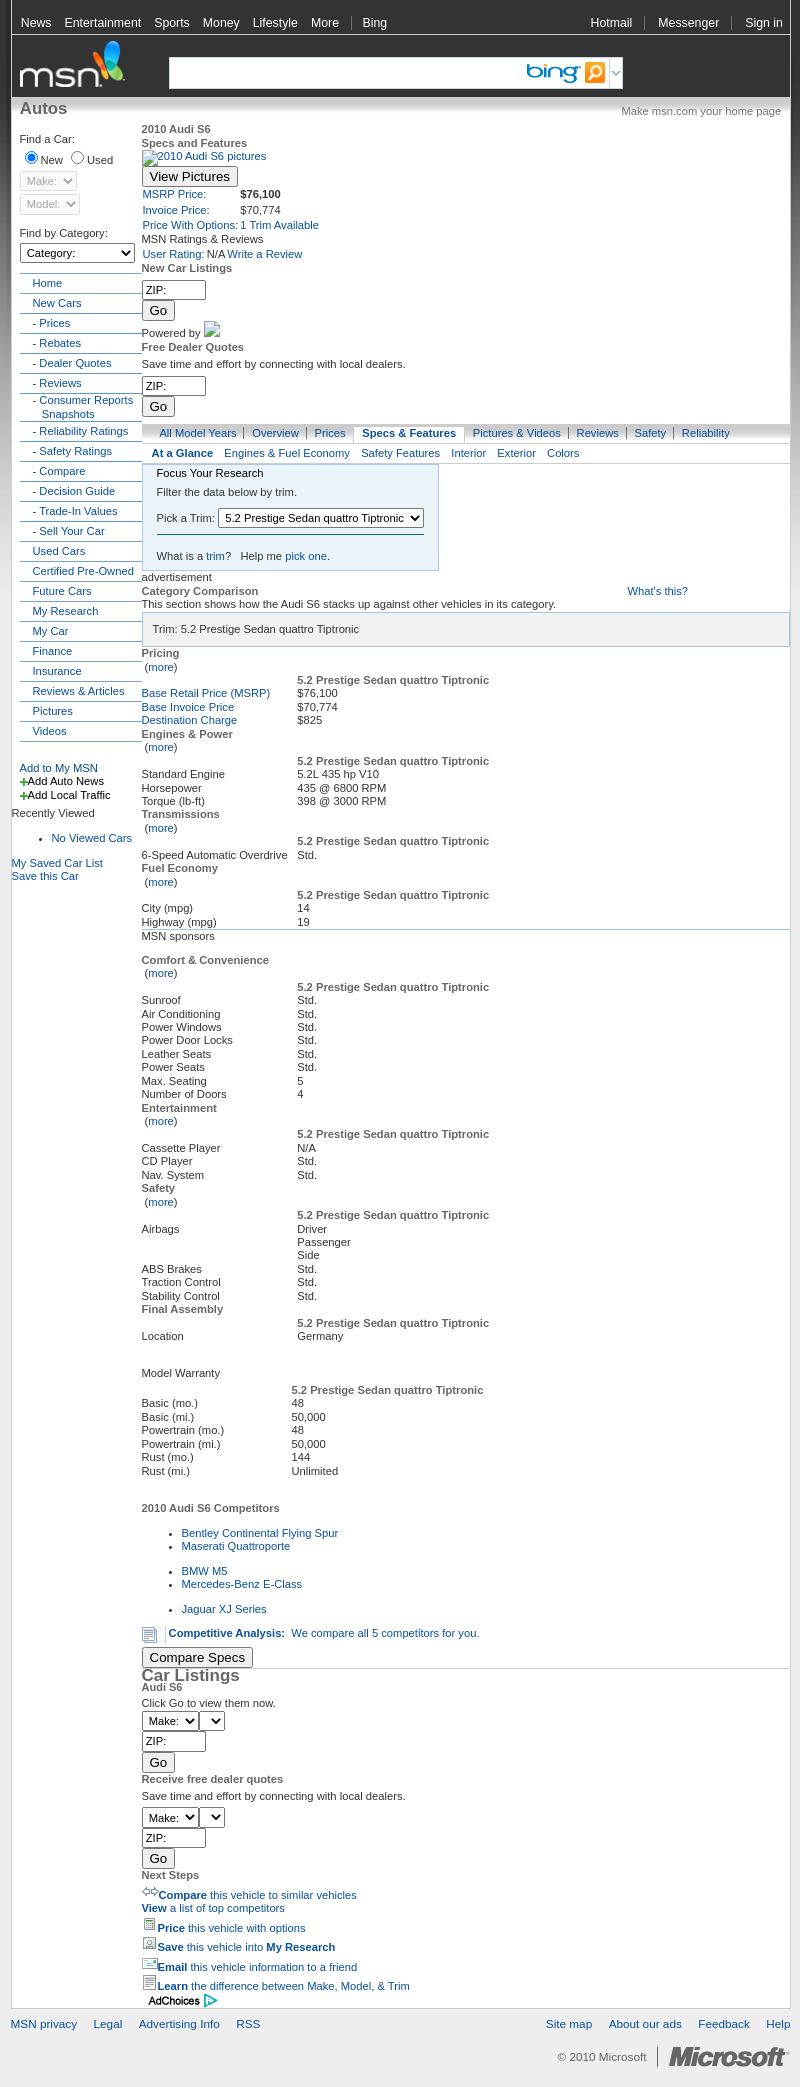 News Entertainment Sports Money Lifestyle More Bing Hotmail Messenger Sign in
msn bing
Autos
Make msn.com your home page
Find a Car:
New Used
Make:
Model:
Find by Category:
Category:
Home
New Cars
- Prices
- Rebates
- Dealer Quotes
- Reviews
- Consumer Reports
Snapshots
- Reliability Ratings
- Safety Ratings
- Compare
- Decision Guide
- Trade-In Values
- Sell Your Car
Used Cars
Certified Pre-Owned
Future Cars
My Research
My Car
Finance
Insurance
Reviews & Articles
Pictures
Videos
Add to My MSN
Add Auto News
Add Local Traffic
Recently Viewed
• No Viewed Cars
My Saved Car List
Save this Car
2010 Audi S6
Specs and Features
2010 Audi S6 pictures
View Pictures
MSRP Price: $76,100
Invoice Price: $70,774
Price With Options: 1 Trim Available
MSN Ratings & Reviews
User Rating: N/A Write a Review
New Car Listings
ZIP:
Go
Powered by
Free Dealer Quotes
Save time and effort by connecting with local dealers.
ZIP:
Go
All Model Years Overview Prices Specs & Features Pictures & Videos Reviews Safety Reliability
At a Glance Engines & Fuel Economy Safety Features Interior Exterior Colors
Focus Your Research
Filter the data below by trim.
Pick a Trim: 5.2 Prestige Sedan quattro Tiptronic
What is a trim? Help me pick one.
advertisement
Category Comparison What's this?
This section shows how the Audi S6 stacks up against other vehicles in its category.
Trim: 5.2 Prestige Sedan quattro Tiptronic
Pricing
(more)
5.2 Prestige Sedan quattro Tiptronic
Base Retail Price (MSRP) $76,100
Base Invoice Price $70,774
Destination Charge $825
Engines & Power
(more)
5.2 Prestige Sedan quattro Tiptronic
Standard Engine 5.2L 435 hp V10
Horsepower 435 @ 6800 RPM
Torque (lb-ft) 398 @ 3000 RPM
Transmissions
(more)
5.2 Prestige Sedan quattro Tiptronic
6-Speed Automatic Overdrive Std.
Fuel Economy
(more)
5.2 Prestige Sedan quattro Tiptronic
City (mpg) 14
Highway (mpg) 19
MSN sponsors
Comfort & Convenience
(more)
5.2 Prestige Sedan quattro Tiptronic
Sunroof Std.
Air Conditioning Std.
Power Windows Std.
Power Door Locks Std.
Leather Seats Std.
Power Seats Std.
Max. Seating 5
Number of Doors 4
Entertainment
(more)
5.2 Prestige Sedan quattro Tiptronic
Cassette Player N/A
CD Player Std.
Nav. System Std.
Safety
(more)
5.2 Prestige Sedan quattro Tiptronic
Airbags Driver
Passenger
Side
ABS Brakes Std.
Traction Control Std.
Stability Control Std.
Final Assembly
5.2 Prestige Sedan quattro Tiptronic
Location Germany
Model Warranty
5.2 Prestige Sedan quattro Tiptronic
Basic (mo.) 48
Basic (mi.) 50,000
Powertrain (mo.) 48
Powertrain (mi.) 50,000
Rust (mo.) 144
Rust (mi.) Unlimited
2010 Audi S6 Competitors
• Bentley Continental Flying Spur
• Maserati Quattroporte
• BMW M5
• Mercedes-Benz E-Class
• Jaguar XJ Series
Competitive Analysis: We compare all 5 competitors for you.
Compare Specs
Car Listings
Audi S6
Click Go to view them now.
Make:
ZIP:
Go
Receive free dealer quotes
Save time and effort by connecting with local dealers.
Make:
ZIP:
Go
Next Steps
Compare this vehicle to similar vehicles
View a list of top competitors
Price this vehicle with options
Save this vehicle into My Research
Email this vehicle information to a friend
Learn the difference between Make, Model, & Trim
AdChoices
MSN privacy Legal Advertising Info RSS Site map About our ads Feedback Help
© 2010 Microsoft Microsoft